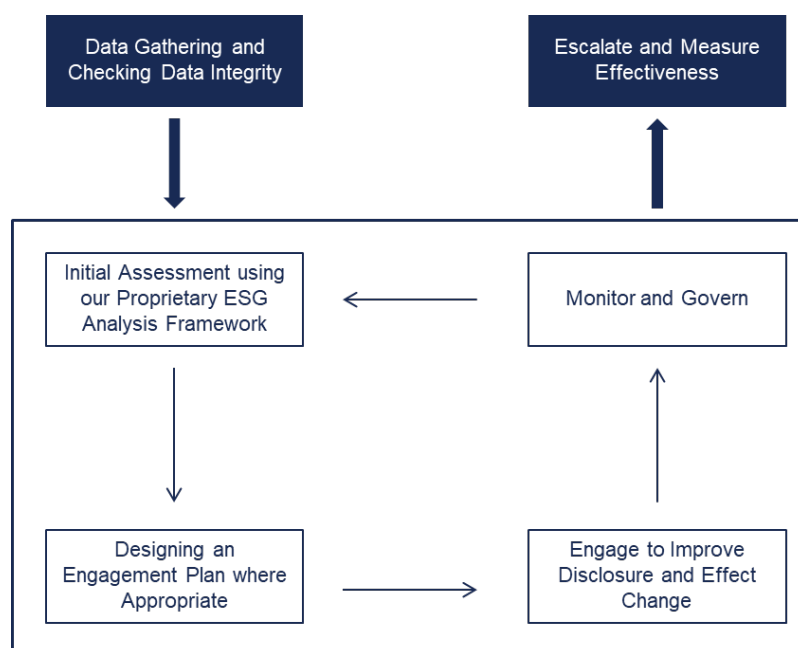 Data Gathering and
Checking Data Integrity
Escalate and Measure
Effectiveness
Initial Assessment using
our Proprietary ESG
Analysis Framework
Monitor and Govern
Designing an
Engagement Plan where
Appropriate
Engage to Improve
Disclosure and Effect
Change